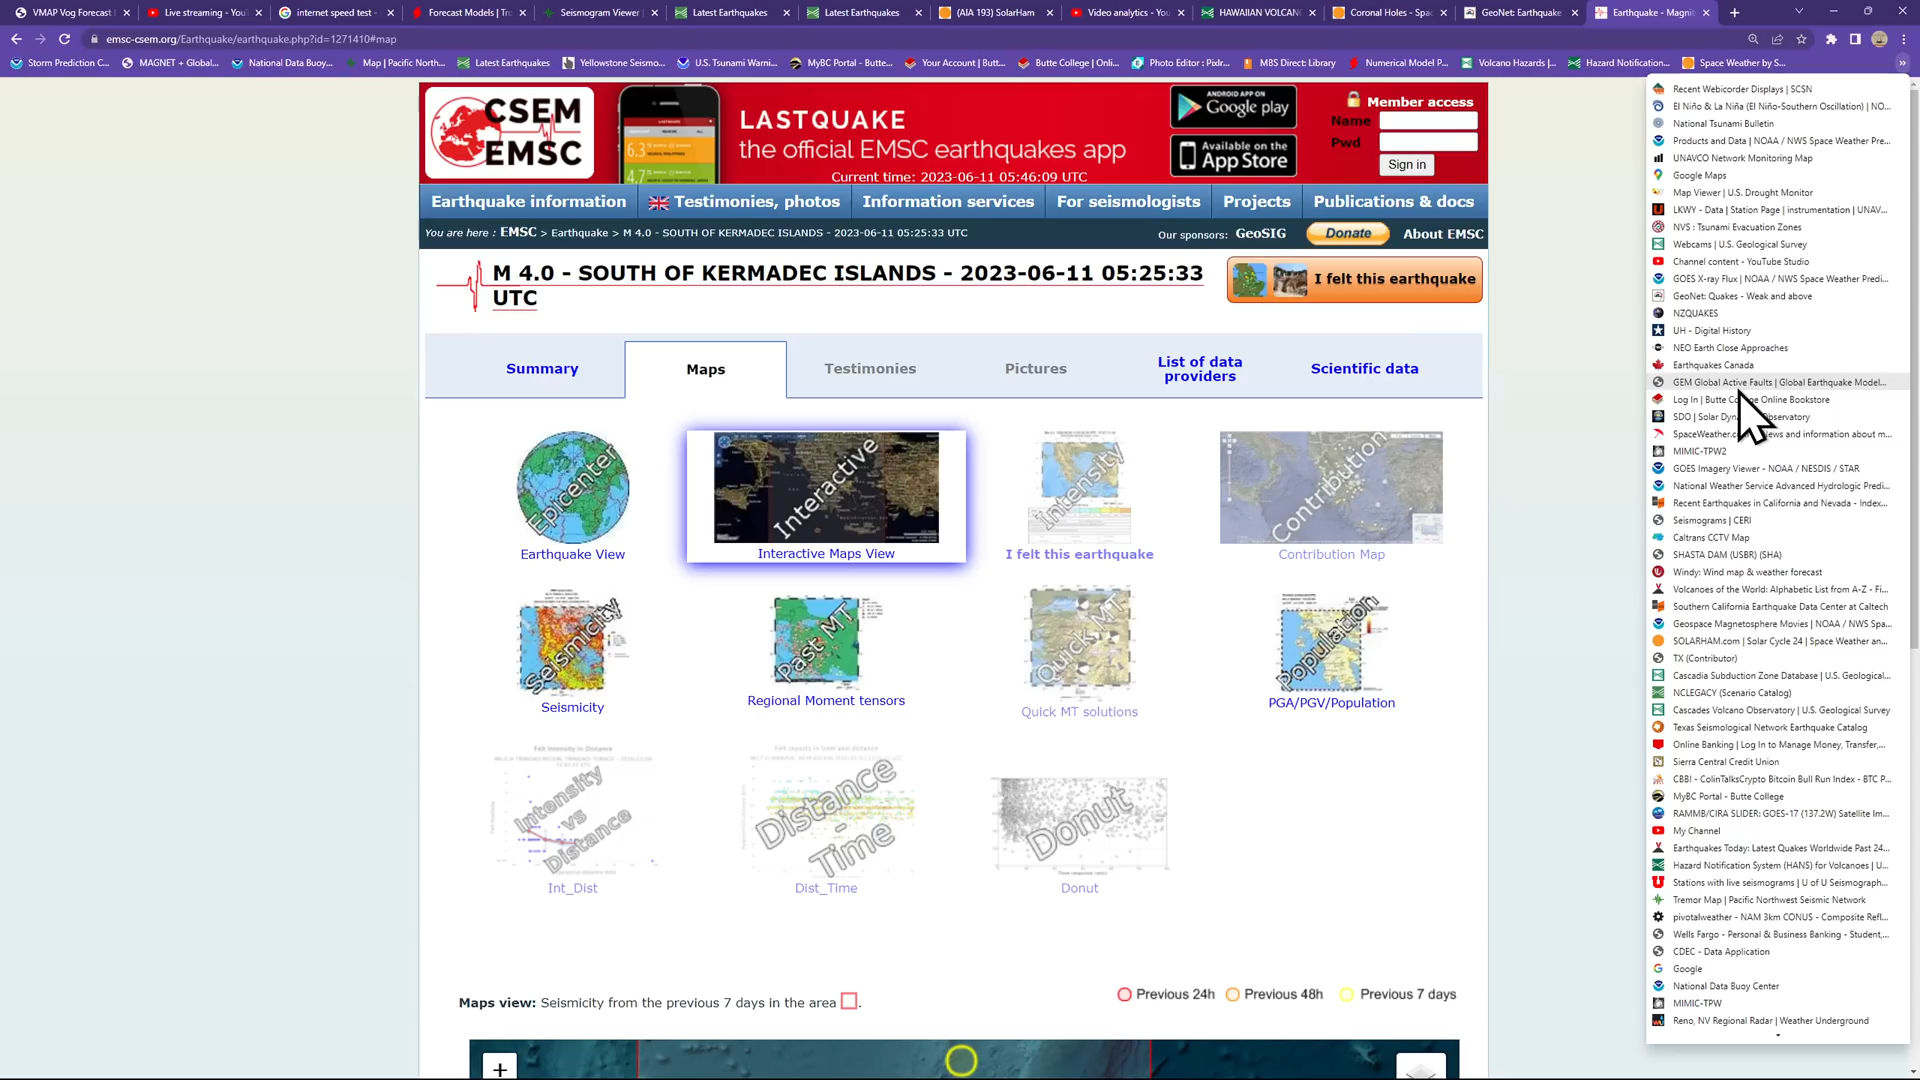 VMAP Vog Forecast
Live streaming - You
internet speed test -
Forecast Models | Tro
Seismogram Viewer
Latest Earthquakes
Latest Earthquakes
(AIA 193) SolarHam
Video analytics - You
HAWAIIAN VOLCANO
Coronal Holes - Spac
GeoNet: Earthquake
Earthquake - Magnit
emsc-csem.org/Earthquake/earthquake.php?id=1271410#map
Storm Prediction C...
MAGNET + Global...
National Data Buoy...
Map | Pacific North...
Latest Earthquakes
Yellowstone Seismo...
U.S. Tsunami Warni...
MyBC Portal - Butte...
Your Account | Butt...
Butte College | Onli...
Photo Editor : Pixlr...
MBS Direct: Library
Numerical Model P...
Volcano Hazards |...
Hazard Notification...
Space Weather by S...
CSEM
EMSC
LASTQUAKE
the official EMSC earthquakes app
Current time: 2023-06-11 05:46:09 UTC
ANDROID APP ON
Google play
Available on the
App Store
Member access
Name
Pwd
Sign in
Earthquake information
Testimonies, photos
Information services
For seismologists
Projects
Publications & docs
You are here : EMSC > Earthquake > M 4.0 - SOUTH OF KERMADEC ISLANDS - 2023-06-11 05:25:33 UTC
Our sponsors: GeoSIG
Donate
About EMSC
M 4.0 - SOUTH OF KERMADEC ISLANDS - 2023-06-11 05:25:33
UTC
I felt this earthquake
Summary
Maps
Testimonies
Pictures
List of data
providers
Scientific data
Epicenter
Earthquake View
Interactive
Interactive Maps View
Intensity
I felt this earthquake
Contribution
Contribution Map
Seismicity
Seismicity
Past MT
Regional Moment tensors
Quick MT
Quick MT solutions
Population
PGA/PGV/Population
Felt Intensity in Distance
Intensity
vs
Distance
Int_Dist
Distance
-
Time
Dist_Time
Donut
Donut
Maps view: Seismicity from the previous 7 days in the area .
Previous 24h
Previous 48h
Previous 7 days
+
Recent Webicorder Displays | SCSN
El Niño & La Niña (El Niño-Southern Oscillation) | NO...
National Tsunami Bulletin
Products and Data | NOAA / NWS Space Weather Pre...
UNAVCO Network Monitoring Map
Google Maps
Map Viewer | U.S. Drought Monitor
LKWY - Data | Station Page | instrumentation | UNAV...
NVS : Tsunami Evacuation Zones
Webcams | U.S. Geological Survey
Channel content - YouTube Studio
GOES X-ray Flux | NOAA / NWS Space Weather Predi...
GeoNet: Quakes - Weak and above
NZQUAKES
UH - Digital History
NEO Earth Close Approaches
Earthquakes Canada
GEM Global Active Faults | Global Earthquake Model...
Log In | Butte Online Bookstore
SDO | Solar Observatory
and information about m...
MIMIC-TPW2
GOES Imagery Viewer - NOAA / NESDIS / STAR
National Weather Service Advanced Hydrologic Predi...
Recent Earthquakes in California and Nevada - Index...
Seismograms | CERI
Caltrans CCTV Map
SHASTA DAM (USBR) (SHA)
Windy: Wind map & weather forecast
Volcanoes of the World: Alphabetic List from A-Z - Fi...
Southern California Earthquake Data Center at Caltech
Geospace Magnetosphere Movies | NOAA / NWS Spa...
SOLARHAM.com | Solar Cycle 24 | Space Weather an...
TX (Contributor)
Cascadia Subduction Zone Database | U.S. Geological...
NCLEGACY (Scenario Catalog)
Cascades Volcano Observatory | U.S. Geological Survey
Texas Seismological Network Earthquake Catalog
Online Banking | Log In to Manage Money, Transfer,...
Sierra Central Credit Union
CBBI - ColinTalksCrypto Bitcoin Bull Run Index - BTC P...
MyBC Portal - Butte College
RAMMB/CIRA SLIDER: GOES-17 (137.2W) Satellite Im...
My Channel
Earthquakes Today: Latest Quakes Worldwide Past 24...
Hazard Notification System (HANS) for Volcanoes | U...
Stations with live seismograms | U of U Seismograph...
Tremor Map | Pacific Northwest Seismic Network
pivotalweather - NAM 3km CONUS - Composite Refl...
Wells Fargo - Personal & Business Banking - Student,...
CDEC - Data Application
Google
National Data Buoy Center
MIMIC-TPW
Reno, NV Regional Radar | Weather Underground